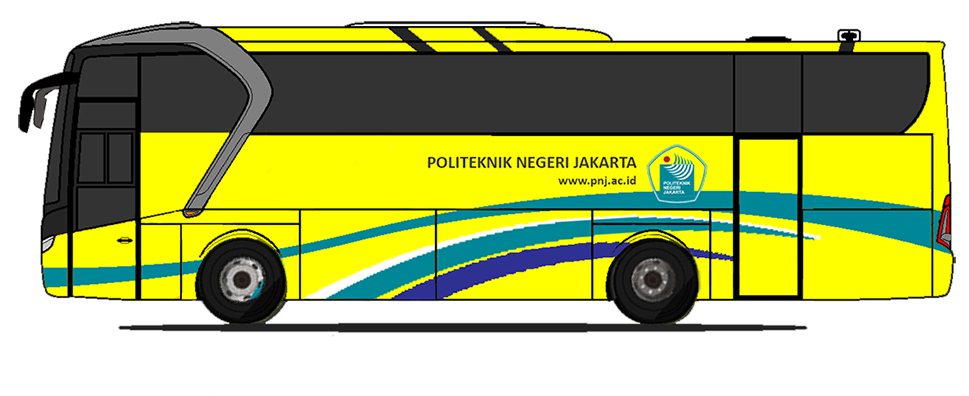 POLITEKNIK NEGERI JAKARTA
www.pnj.ac.id
POLITEKNIK
NEGERI
JAKARTA